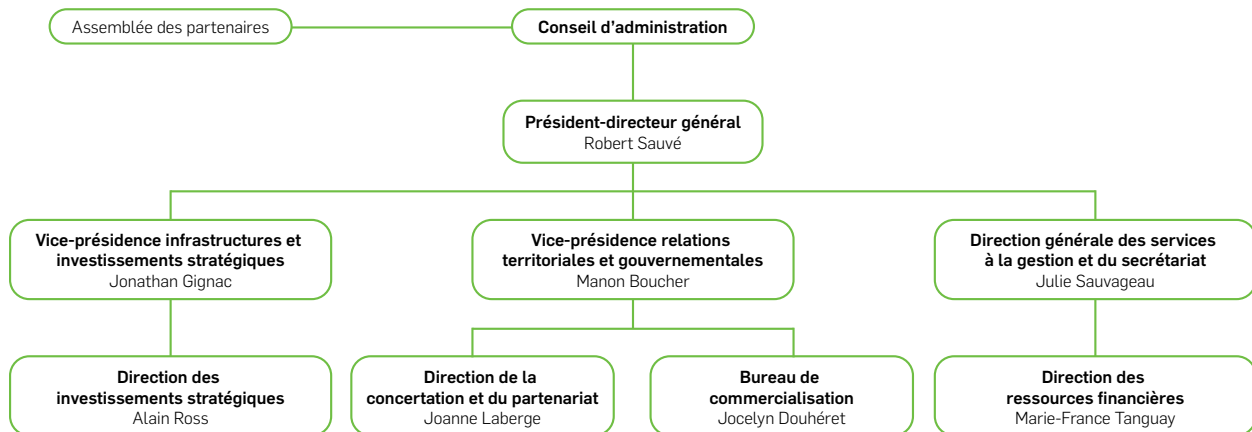 Assemblée des partenaires
Conseil d’administration
Président-directeur général
Robert Sauvé
Vice-présidence infrastructures et
investissements stratégiques
Jonathan Gignac
Vice-présidence relations
territoriales et gouvernementales
Manon Boucher
Direction générale des services
à la gestion et du secrétariat
Julie Sauvageau
Direction des
investissements stratégiques
Alain Ross
Direction de la
concertation et du partenariat
Joanne Laberge
Bureau de
commercialisation
Jocelyn Douhéret
Direction des
ressources financières
Marie-France Tanguay